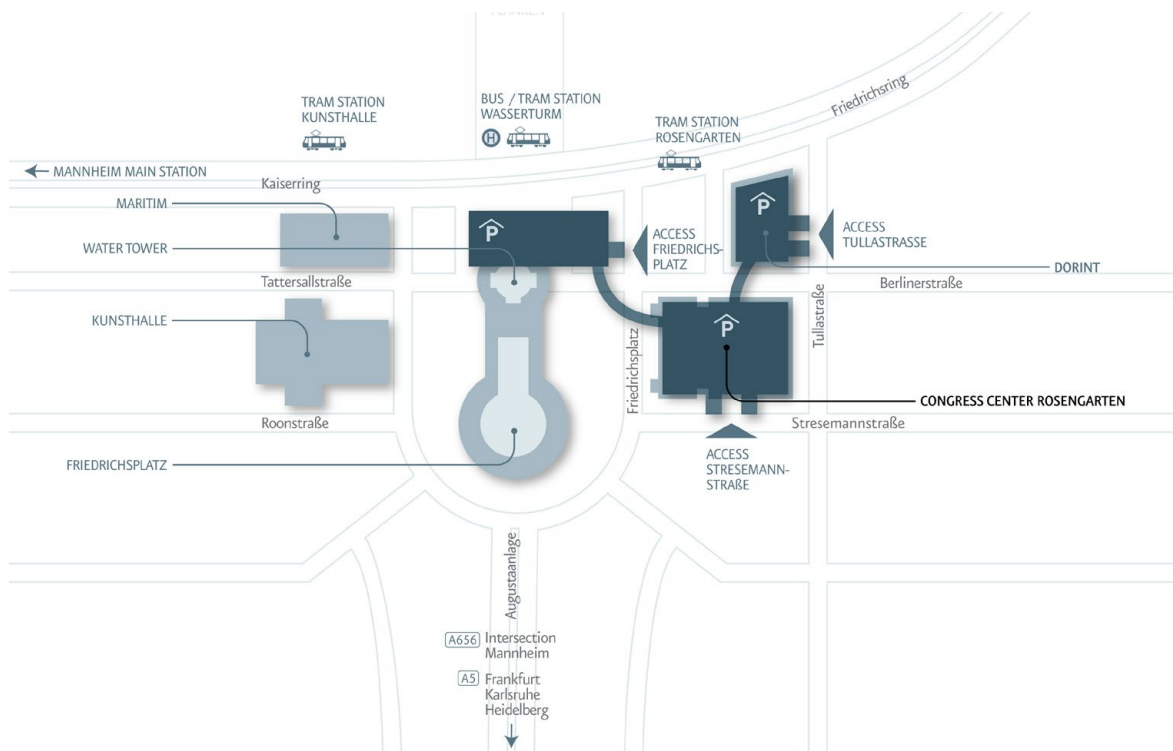 PLANKEN
TRAM STATION
KUNSTHALLE
BUS / TRAM STATION
WASSERTURM
H
TRAM STATION
ROSENGARTEN
Friedrichsring
MANNHEIM MAIN STATION
Kaiserring
MARITIM
WATER TOWER
P
ACCESS
FRIEDRICHS-
PLATZ
P
ACCESS
TULLASTRASSE
DORINT
Tattersallstraße
Berlinerstraße
KUNSTHALLE
P
Friedrichsplatz
Tullastraße
CONGRESS CENTER ROSENGARTEN
Roonstraße
Stresemannstraße
FRIEDRICHSPLATZ
ACCESS
STRESEMANN-
STRAßE
Augustaanlage
A656 Intersection
Mannheim
A5 Frankfurt
Karlsruhe
Heidelberg